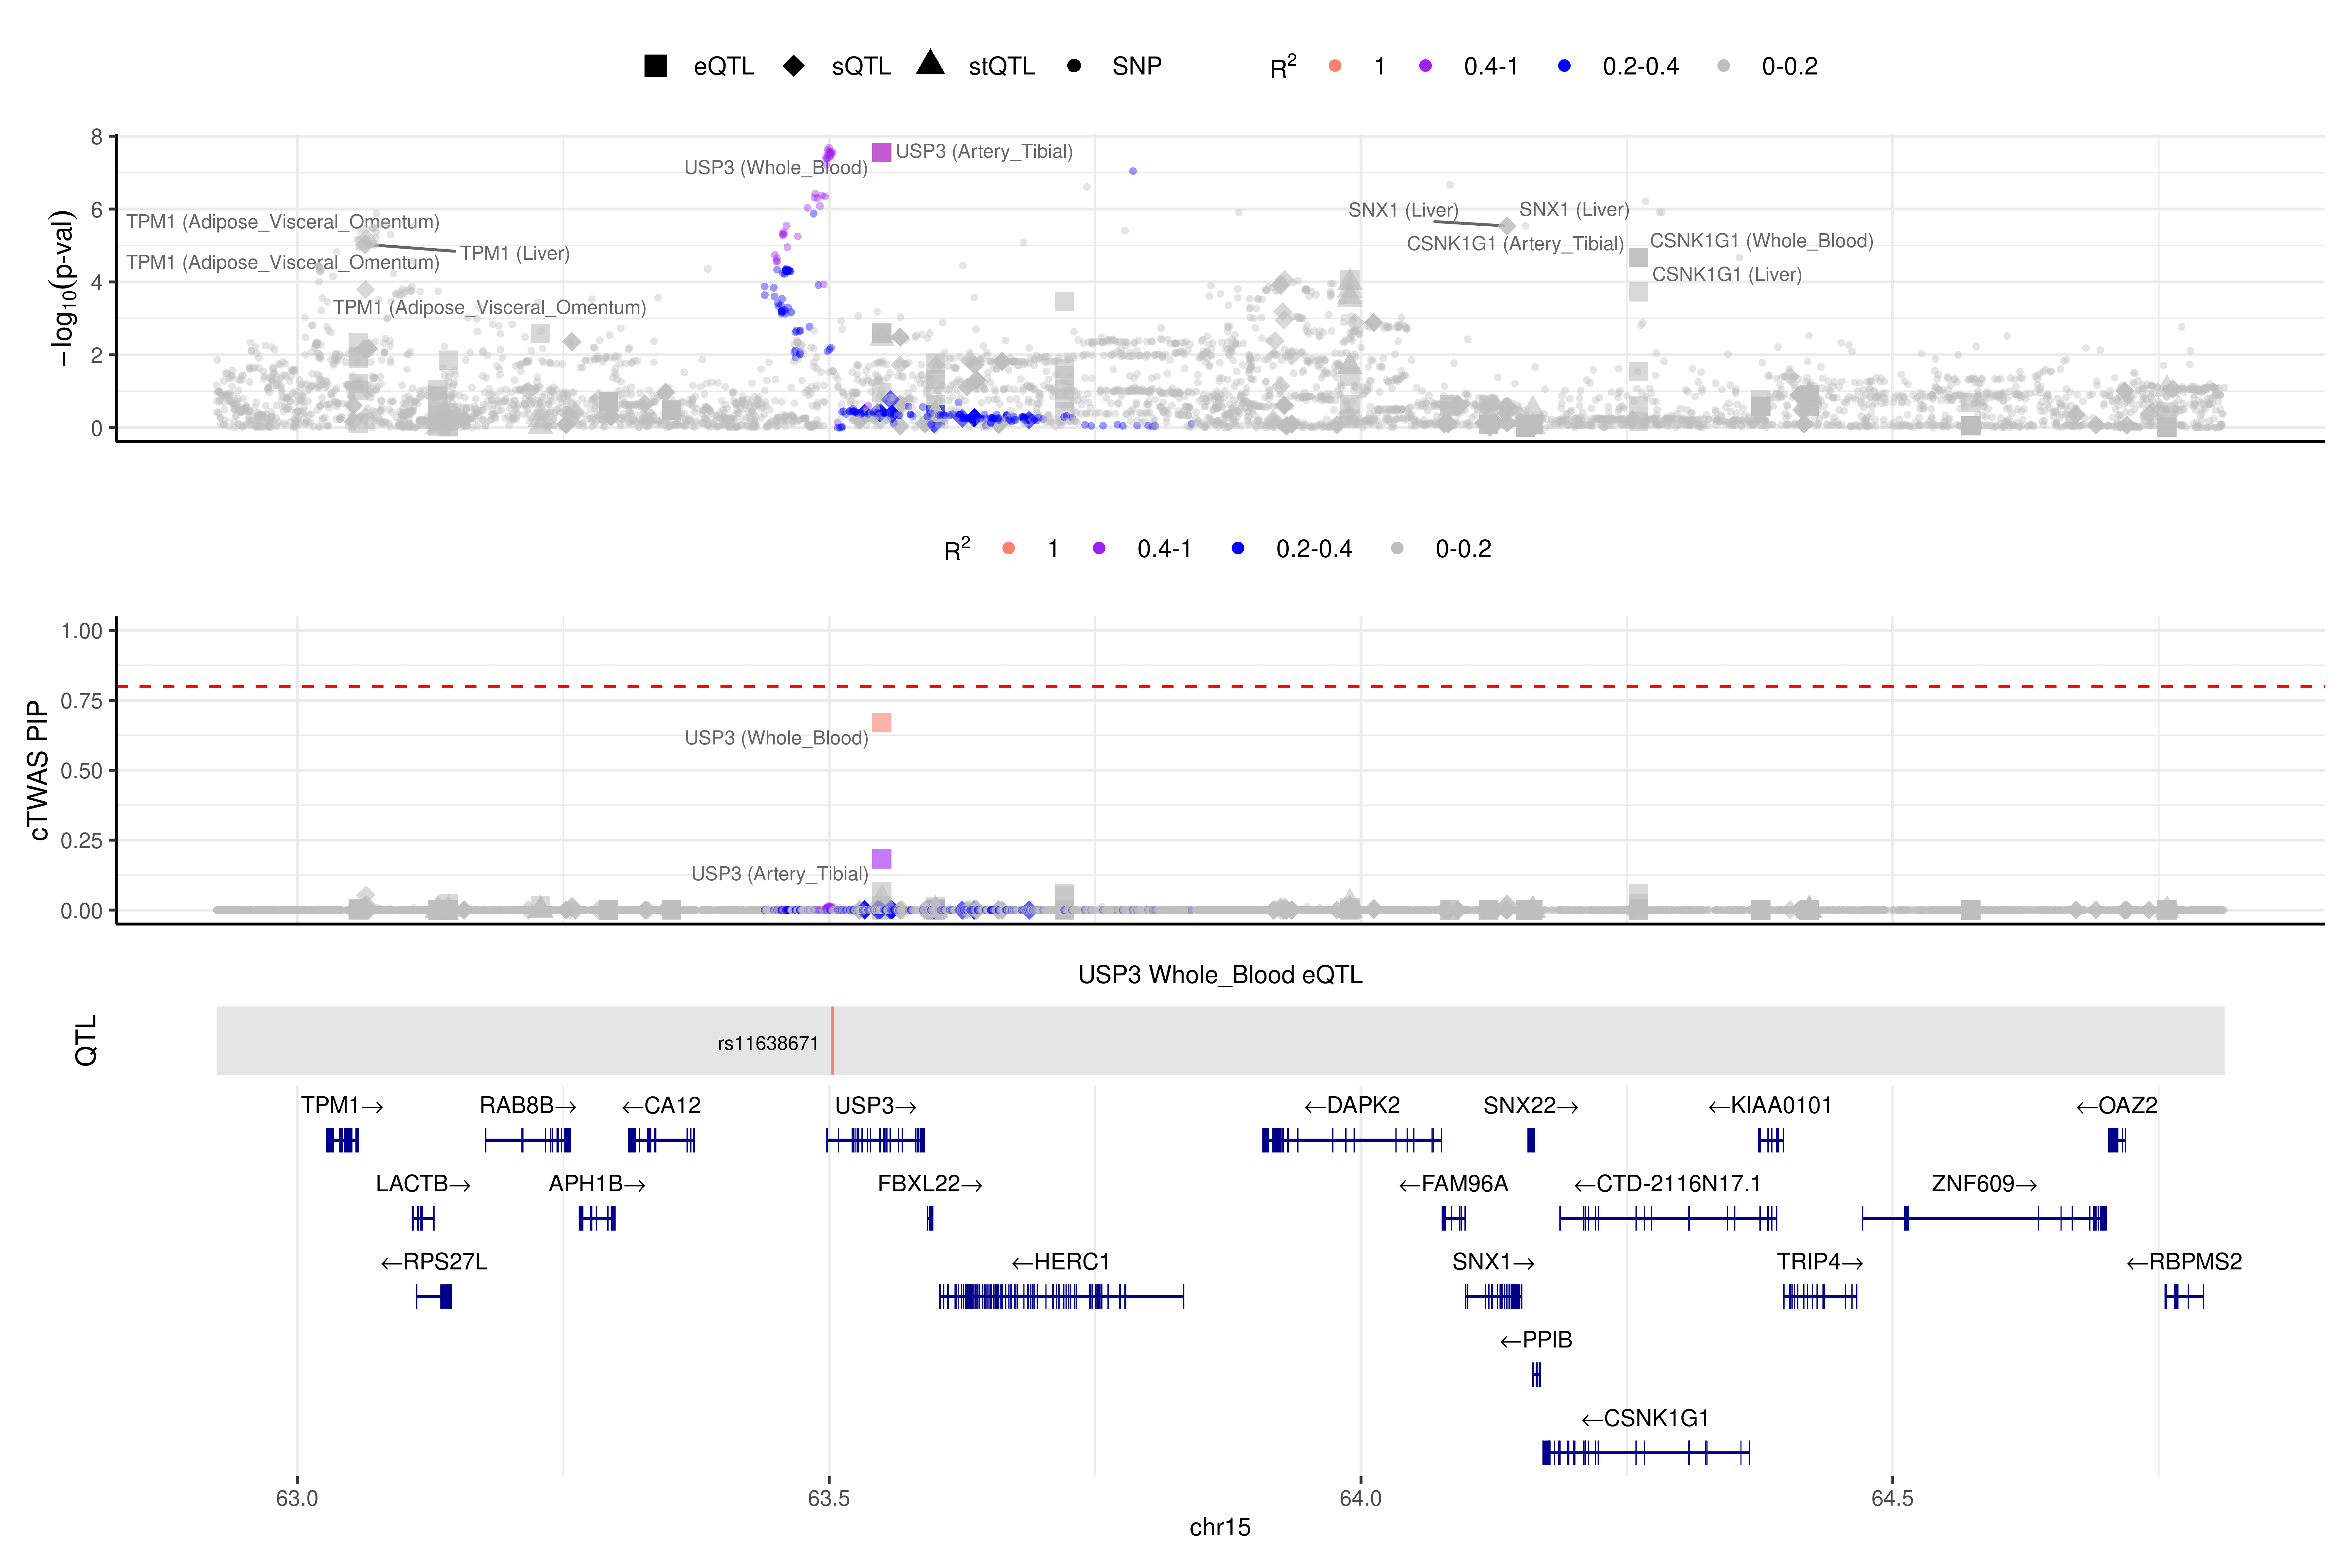 eQTL sQTL stQTL SNP R2 1 0.4-1 0.2-0.4 0-0.2
8
6
4
2
0
−log10(p-val)
USP3 (Artery_Tibial)
USP3 (Whole_Blood)
SNX1 (Liver) SNX1 (Liver)
TPM1 (Adipose_Visceral_Omentum)
CSNK1G1 (Whole_Blood)
CSNK1G1 (Artery_Tibial)
TPM1 (Liver)
TPM1 (Adipose_Visceral_Omentum)
CSNK1G1 (Liver)
TPM1 (Adipose_Visceral_Omentum)
R2 1 0.4-1 0.2-0.4 0-0.2
1.00
0.75
0.50
0.25
0.00
cTWAS PIP
USP3 (Whole_Blood)
USP3 (Artery_Tibial)
USP3 Whole_Blood eQTL
QTL
rs11638671
TPM1→ RAB8B→ ←CA12 USP3→ ←DAPK2 SNX22→ ←KIAA0101 ←OAZ2
LACTB→ APH1B→ FBXL22→ ←FAM96A ←CTD-2116N17.1 ZNF609→
←RPS27L ←HERC1 SNX1→ TRIP4→ ←RBPMS2
←PPIB
←CSNK1G1
63.0 63.5 64.0 64.5
chr15